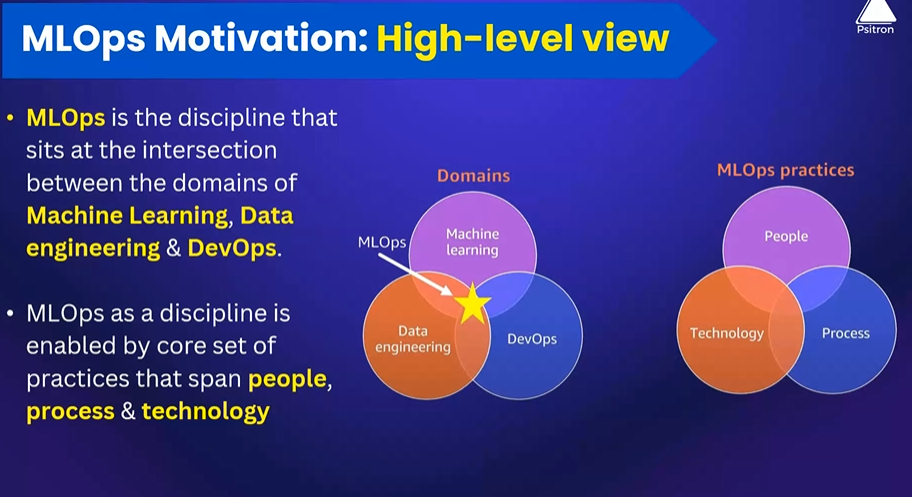 MLOps Motivation: High-level view
Psitron
• MLOps is the discipline that
sits at the intersection
between the domains of
Machine Learning, Data
engineering & DevOps.
• MLOps as a discipline is
enabled by core set of
practices that span people,
process & technology
Domains
MLOps
Machine
learning
Data
engineering
DevOps
MLOps practices
People
Technology
Process